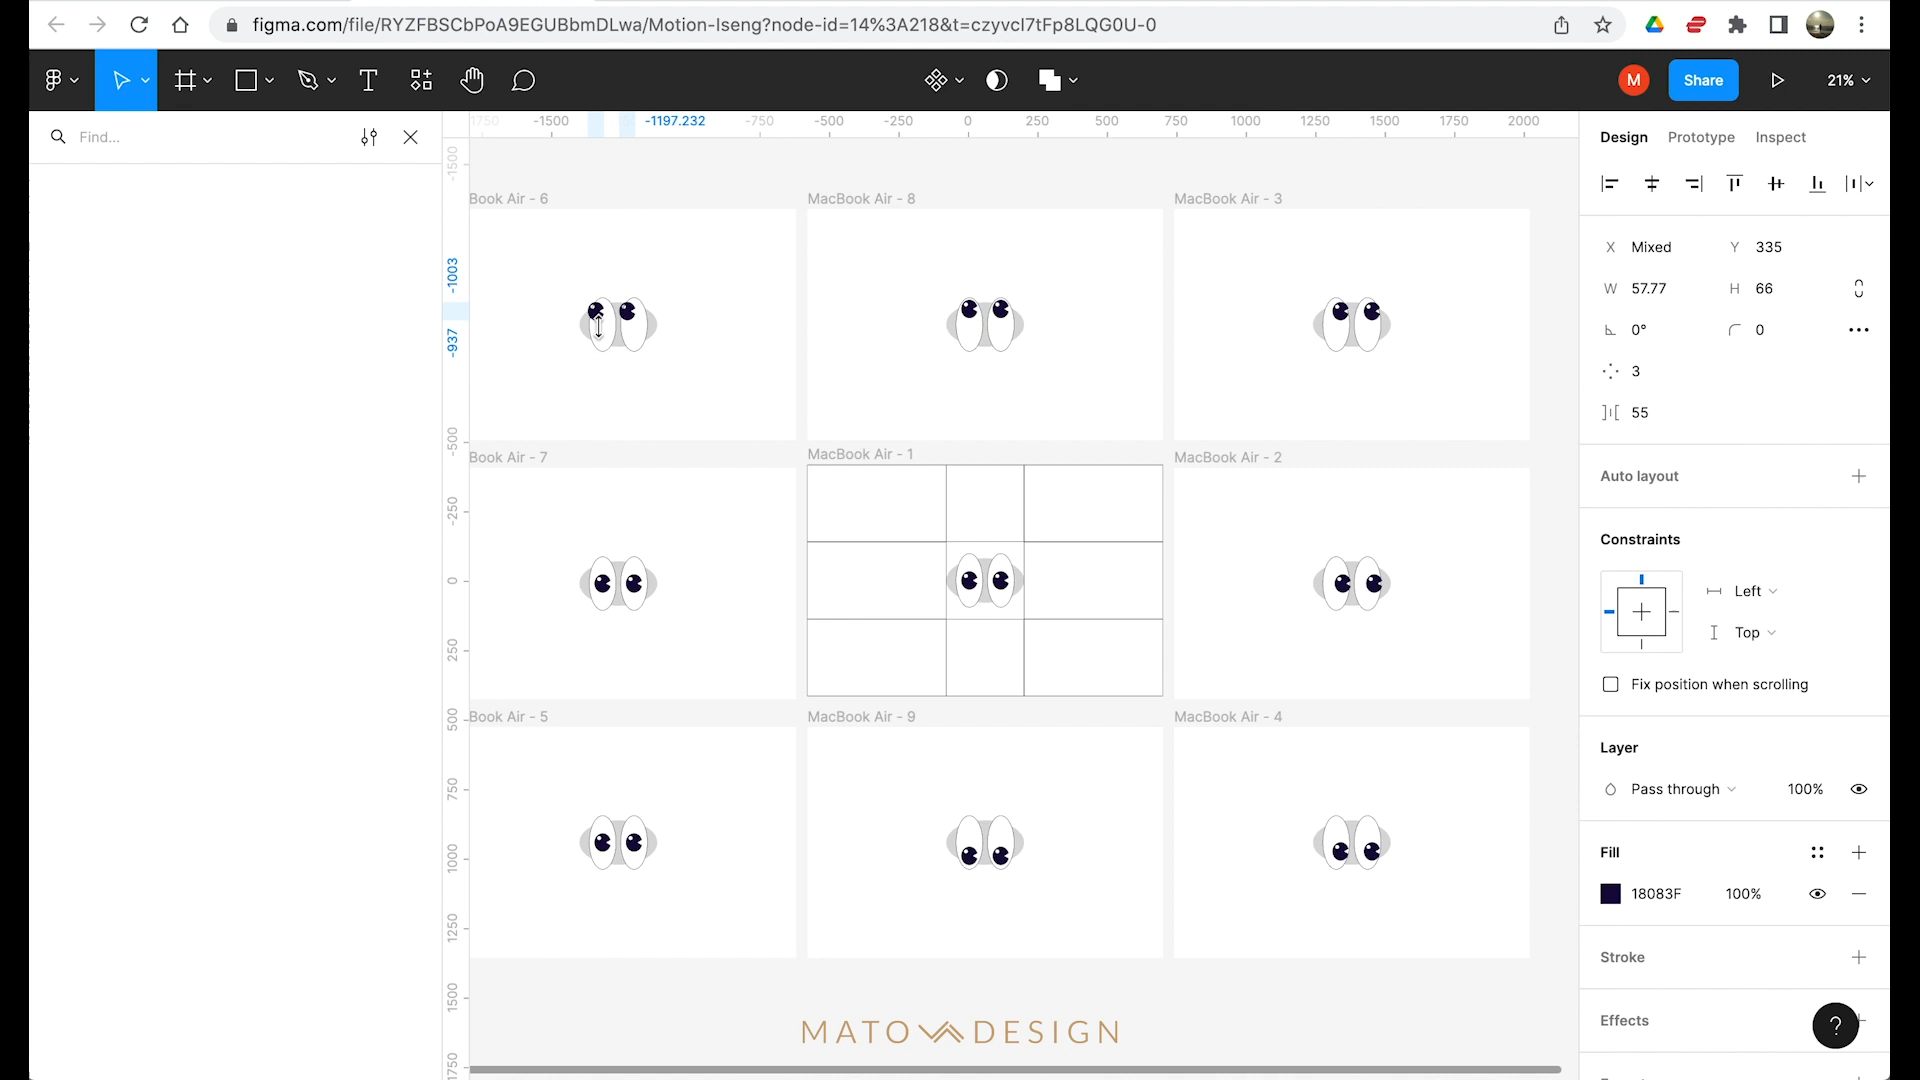 figma.com/file/RYZFBSCbPoA9EGUBbmDLwa/Motion-Iseng?node-id=14%3A218&t=czyvcI7tFp8LQG0U-0
M
Share
21%
Find...
1750 -1500 -1197.232 -750 -500 -250 0 250 500 750 1000 1250 1500 1750 2000
-1500
-1003
-937
-500
-250
0
250
500
750
1000
1250
1500
1750
Book Air - 6
MacBook Air - 8
MacBook Air - 3
Book Air - 7
MacBook Air - 1
MacBook Air - 2
Book Air - 5
MacBook Air - 9
MacBook Air - 4
MATO DESIGN
Design Prototype Inspect
X Mixed Y 335
W 57.77 H 66
0° 0
3
55
Auto layout
Constraints
Left
Top
Fix position when scrolling
Layer
Pass through 100%
Fill
18083F 100%
Stroke
Effects
?